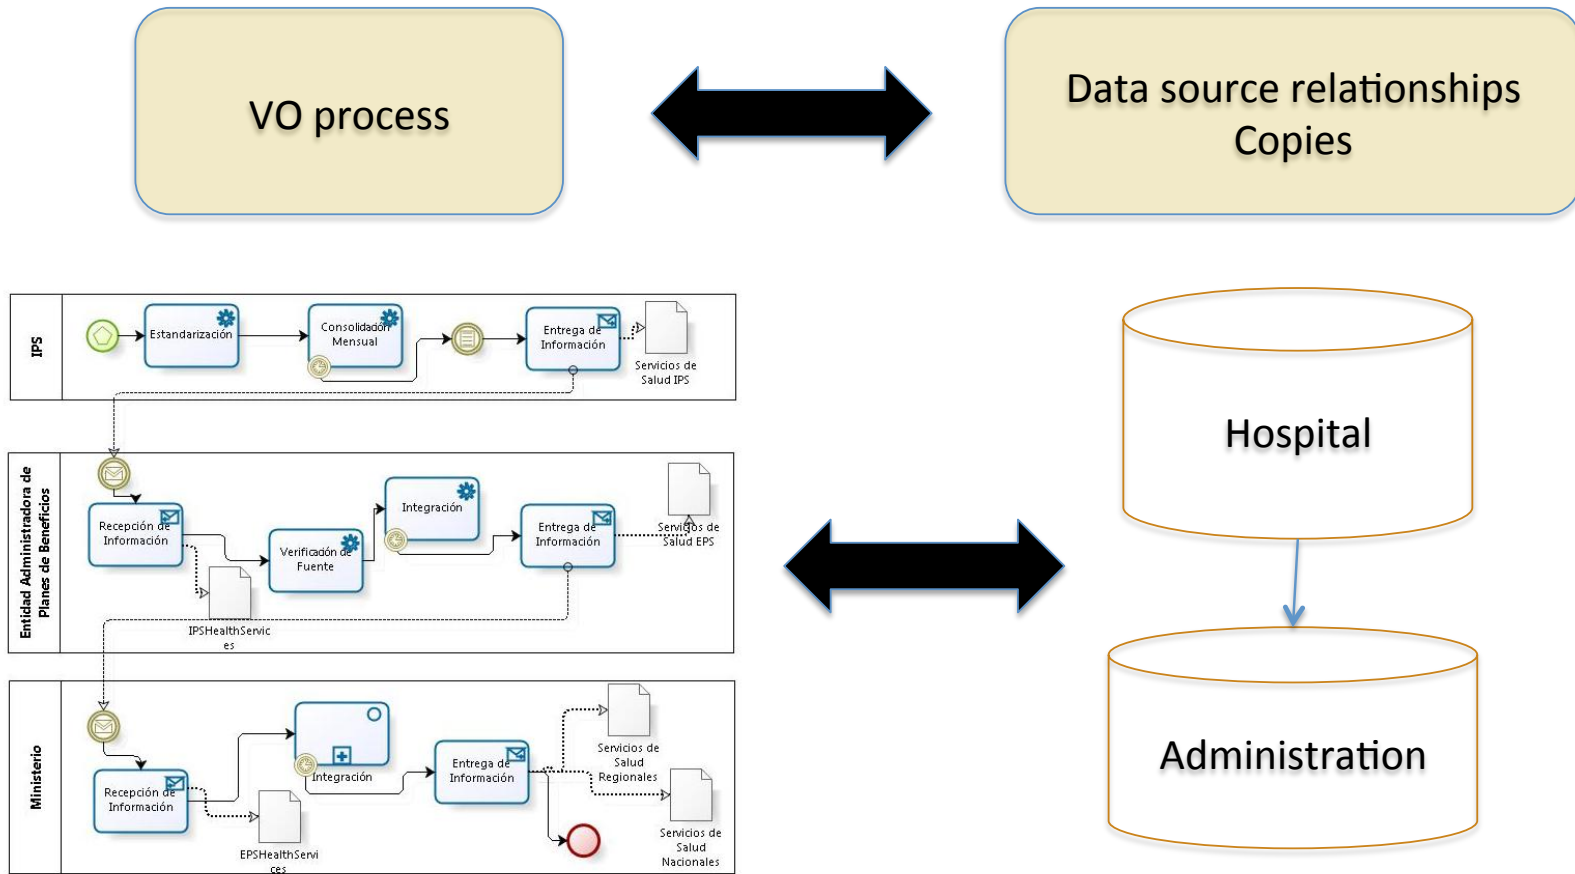 VO process
Data source relationships
Copies
IPS
Estandarización
Consolidación
Mensual
Entrega de
Información
Servicios de
Salud IPS
Entidad Administradora de
Planes de Beneficios
Recepción de
Información
IPSHealthServic
es
Verificación de
Fuente
Integración
Entrega de
Información
Servicios de
Salud EPS
Ministerio
Recepción de
Información
EPSHealthServi
ces
Integración
Entrega de
Información
Servicios de
Salud
Regionales
Servicios de
Salud
Nacionales
Hospital
Administration